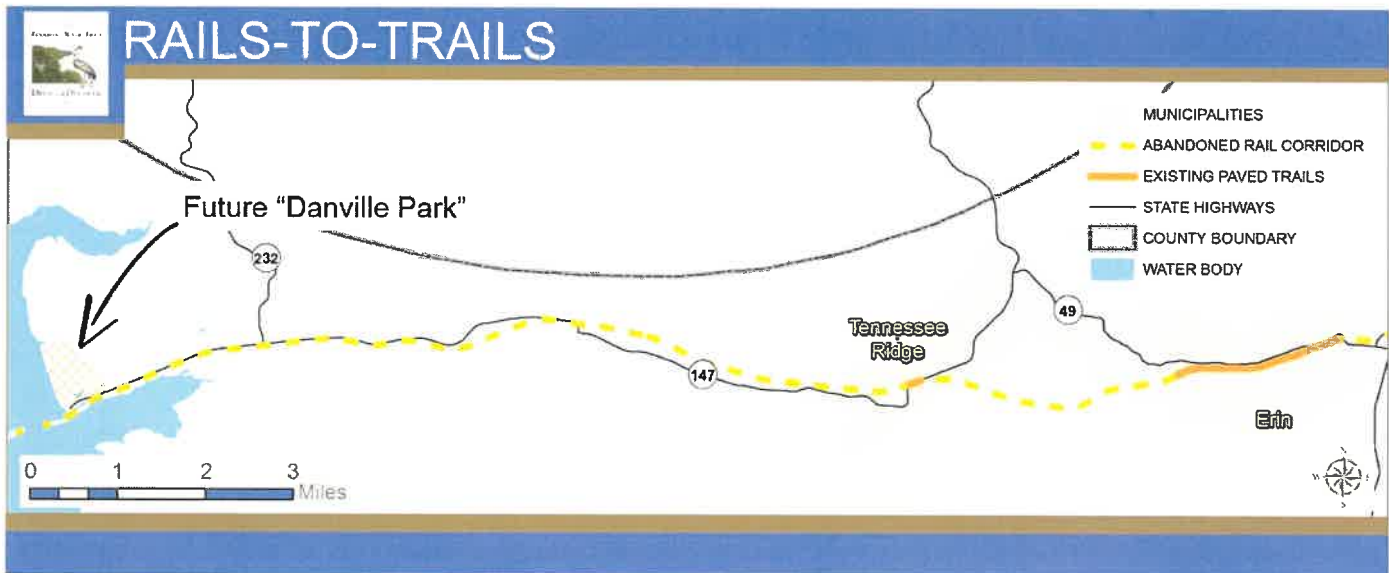 RAILS-TO-TRAILS
MUNICIPALITIES
ABANDONED RAIL CORRIDOR
EXISTING PAVED TRAILS
STATE HIGHWAYS
COUNTY BOUNDARY
WATER BODY
Future "Danville Park"
232
49
Tennessee
Ridge
147
Erin
0 1 2 3
Miles
N
W E
S